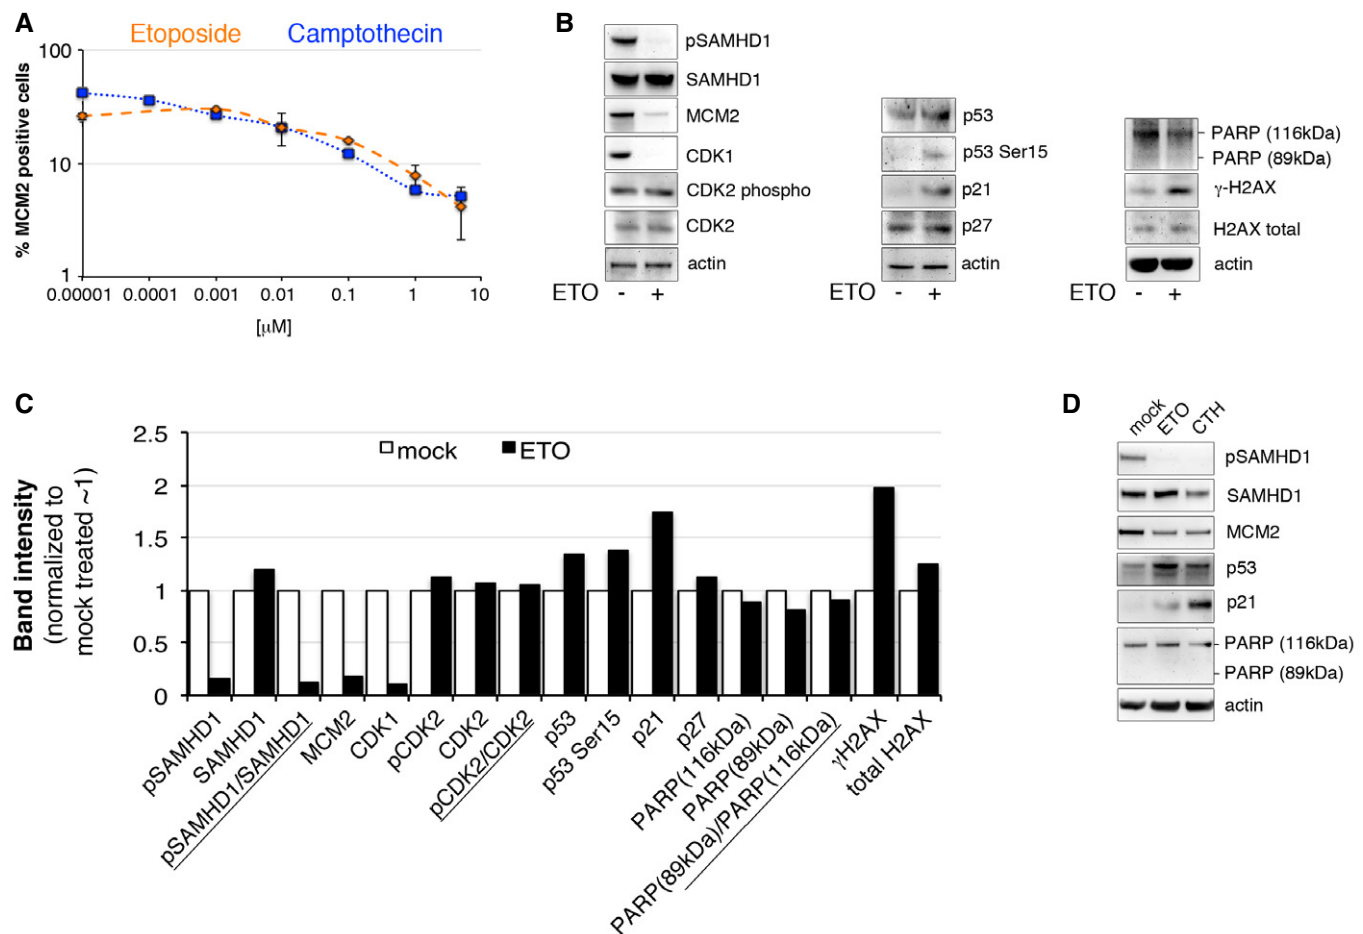 A
Etoposide Camptothecin
% MCM2 positive cells
100
10
1
0.00001 0.0001 0.001 0.01 0.1 1 10
[µM]
B
pSAMHD1
SAMHD1
MCM2
CDK1
CDK2 phospho
CDK2
actin
ETO - +
p53
p53 Ser15
p21
p27
actin
ETO - +
PARP (116kDa)
PARP (89kDa)
γ-H2AX
H2AX total
actin
ETO - +
C
Band intensity
(normalized to
mock treated ~1)
mock ETO
2.5
2
1.5
1
0.5
0
pSAMHD1
SAMHD1
pSAMHD1/SAMHD1
MCM2
CDK1
pCDK2
CDK2
pCDK2/CDK2
p53
p53 Ser15
p21
p27
PARP(116kDa)
PARP(89kDa)
PARP(89kDa)/PARP(116kDa)
γH2AX
total H2AX
D
mock ETO CTH
pSAMHD1
SAMHD1
MCM2
p53
p21
PARP (116kDa)
PARP (89kDa)
actin